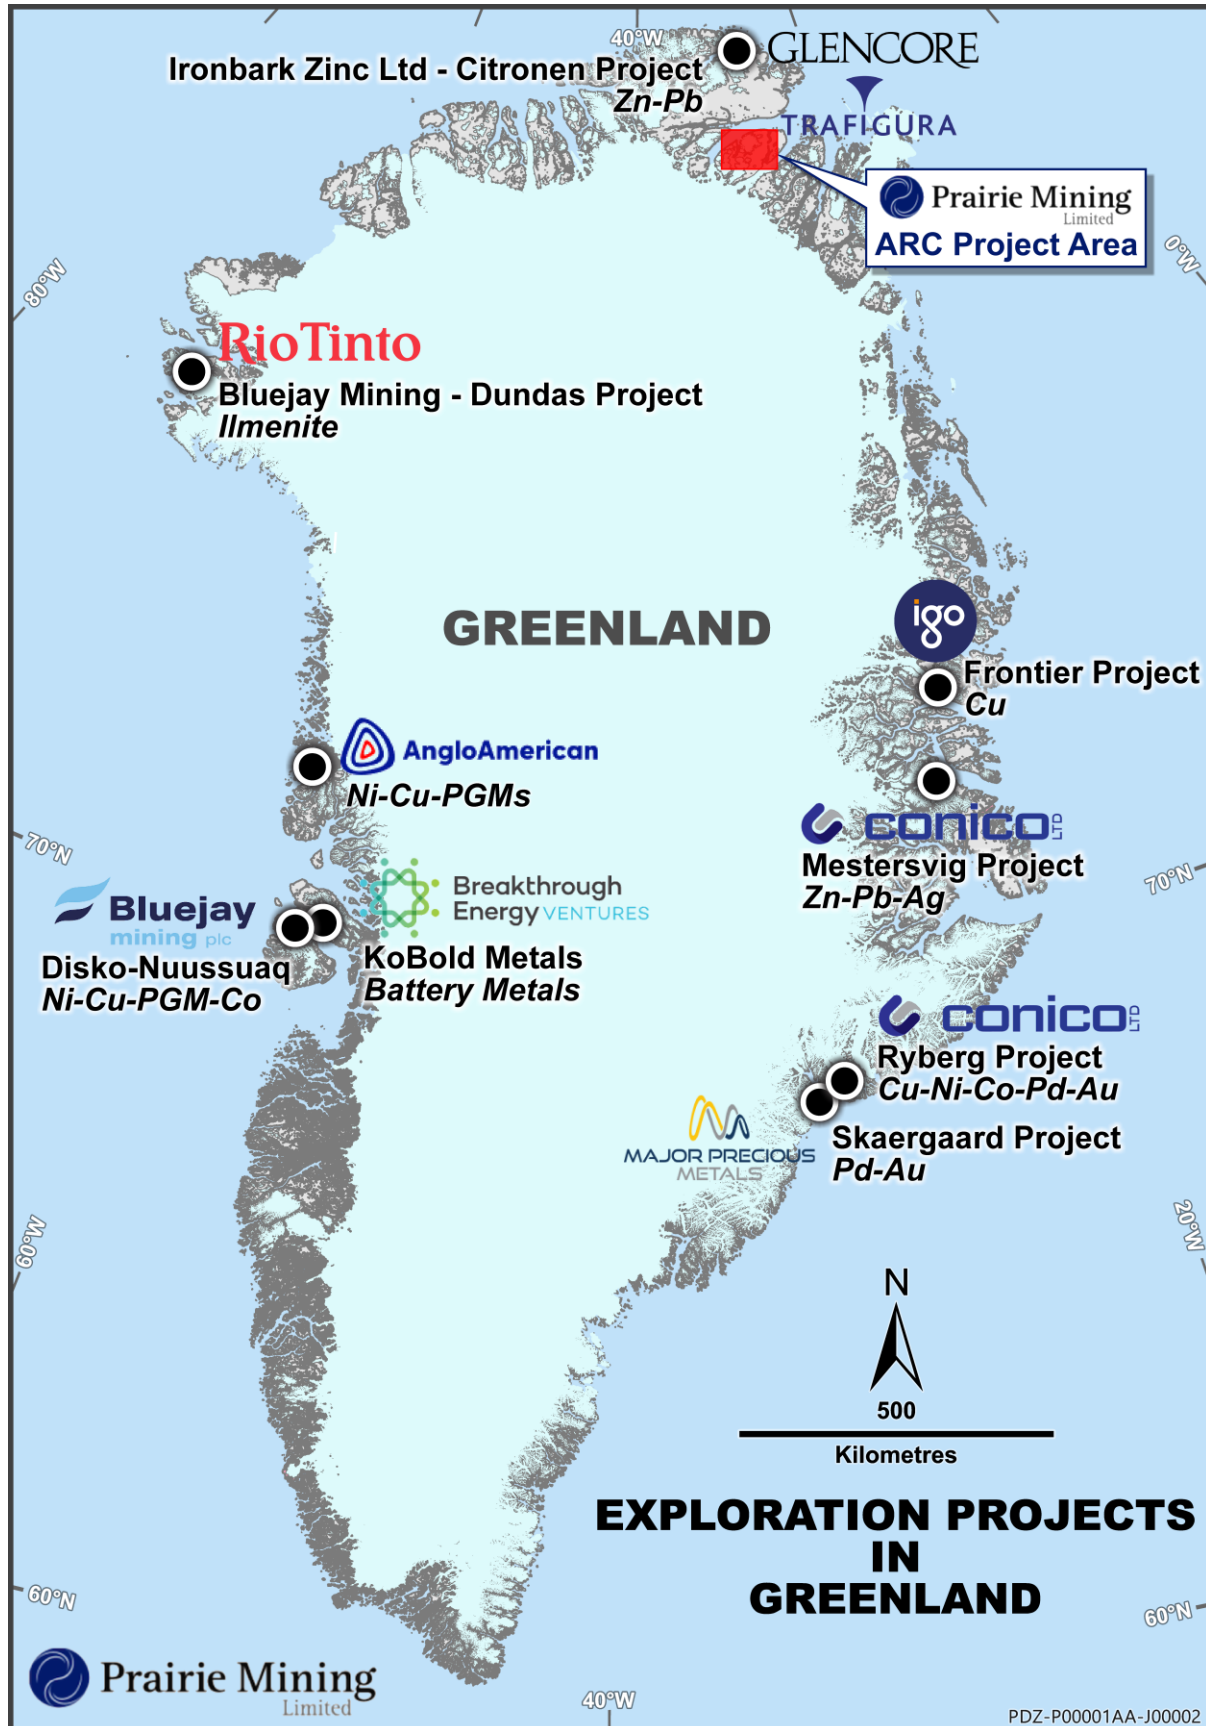 40°W
GLENCORE
Ironbark Zinc Ltd - Citronen Project
Zn-Pb
TRAFIGURA
Prairie Mining
Limited
ARC Project Area
80°W
0°W
RioTinto
Bluejay Mining - Dundas Project
Ilmenite
GREENLAND
igo
Frontier Project
Cu
AngloAmerican
Ni-Cu-PGMs
conico LTD
Mestersvig Project
Zn-Pb-Ag
70°N
70°N
Bluejay
mining plc
Disko-Nuussuaq
Ni-Cu-PGM-Co
Breakthrough
Energy VENTURES
KoBold Metals
Battery Metals
conico LTD
Ryberg Project
Cu-Ni-Co-Pd-Au
MAJOR PRECIOUS
METALS
Skaergaard Project
Pd-Au
60°W
20°W
N
500
Kilometres
EXPLORATION PROJECTS
IN
GREENLAND
60°N
60°N
Prairie Mining
Limited
40°W
PDZ-P00001AA-J00002